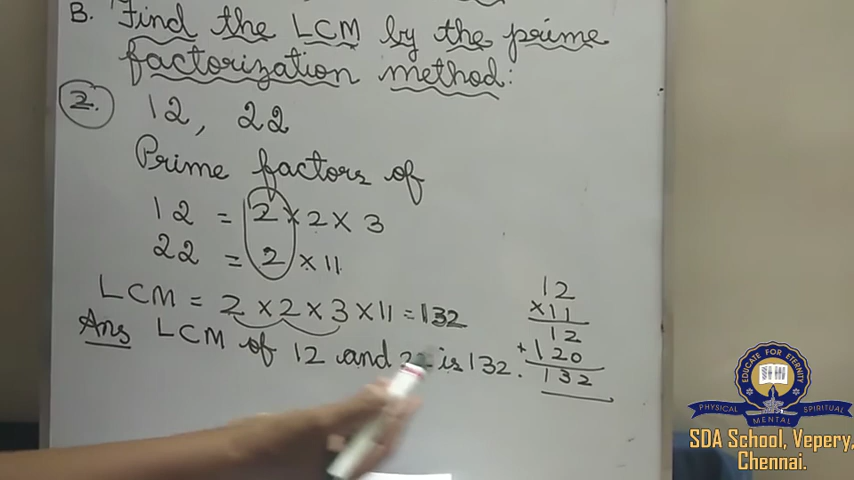 B. Find the LCM by the prime
factorization method:
2. 12, 22
Prime factors of
12 = 2 × 2 × 3
22 = 2 × 11
LCM = 2 × 2 × 3 × 11 = 132
Ans LCM of 12 and 22 is 132.
12
×11
12
+120
132
EDUCATE FOR ETERNITY
PHYSICAL
MENTAL
SPIRITUAL
SDA School, Vepery,
Chennai.